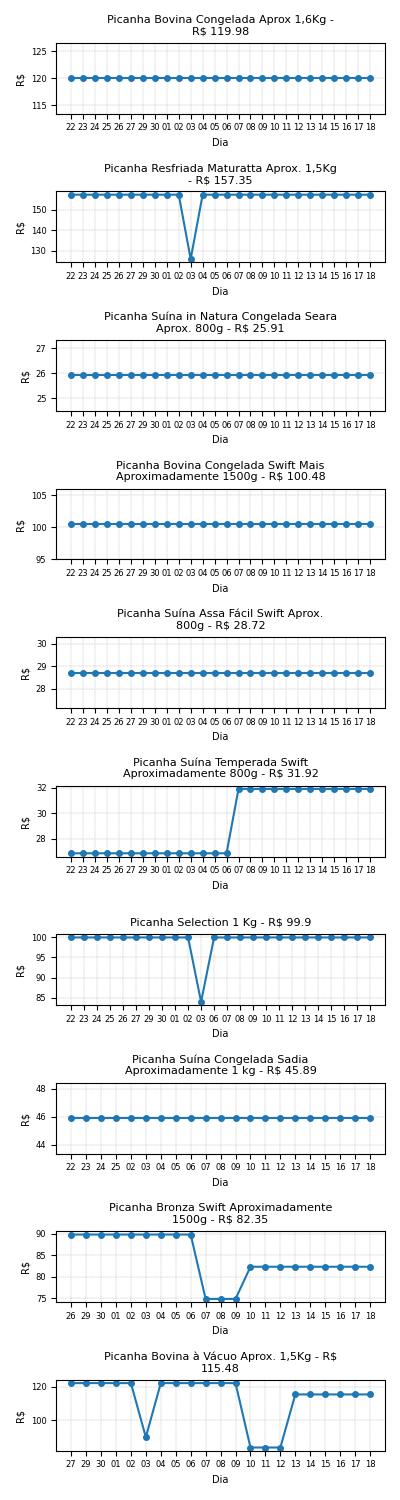 Picanha Bovina Congelada Aprox 1,6Kg -
R$ 119.98
125
120
115
R$
22 23 24 25 26 27 28 29 30 01 02 03 04 05 06 07 08 09 10 11 12 13 14 15 16 17 18
Dia
Picanha Resfriada Maturatta Aprox. 1,5Kg
- R$ 157.35
150
140
130
R$
22 23 24 25 26 27 28 29 30 01 02 03 04 05 06 07 08 09 10 11 12 13 14 15 16 17 18
Dia
Picanha Suína in Natura Congelada Seara
Aprox. 800g - R$ 25.91
27
26
25
R$
22 23 24 25 26 27 28 29 30 01 02 03 04 05 06 07 08 09 10 11 12 13 14 15 16 17 18
Dia
Picanha Bovina Congelada Swift Mais
Aproximadamente 1500g - R$ 100.48
105
100
95
R$
22 23 24 25 26 27 28 29 30 01 02 03 04 05 06 07 08 09 10 11 12 13 14 15 16 17 18
Dia
Picanha Suína Assa Fácil Swift Aprox.
800g - R$ 28.72
30
29
28
R$
22 23 24 25 26 27 28 29 30 01 02 03 04 05 06 07 08 09 10 11 12 13 14 15 16 17 18
Dia
Picanha Suína Temperada Swift
Aproximadamente 800g - R$ 31.92
32
30
28
R$
22 23 24 25 26 27 28 29 30 01 02 03 04 05 06 07 08 09 10 11 12 13 14 15 16 17 18
Dia
Picanha Selection 1 Kg - R$ 99.9
100
95
90
85
R$
22 23 24 25 26 27 29 30 01 02 03 06 07 08 09 10 11 12 13 14 15 16 17 18
Dia
Picanha Suína Congelada Sadia
Aproximadamente 1 kg - R$ 45.89
48
46
44
R$
22 23 24 25 02 03 04 05 06 07 08 09 10 11 12 13 14 15 16 17 18
Dia
Picanha Bronza Swift Aproximadamente
1500g - R$ 82.35
90
85
80
75
R$
26 29 30 01 02 03 04 05 06 07 08 09 10 11 12 13 14 15 16 17 18
Dia
Picanha Bovina à Vácuo Aprox. 1,5Kg - R$
115.48
120
100
R$
27 29 30 01 02 03 04 05 06 07 08 09 10 11 12 13 14 15 16 17 18
Dia